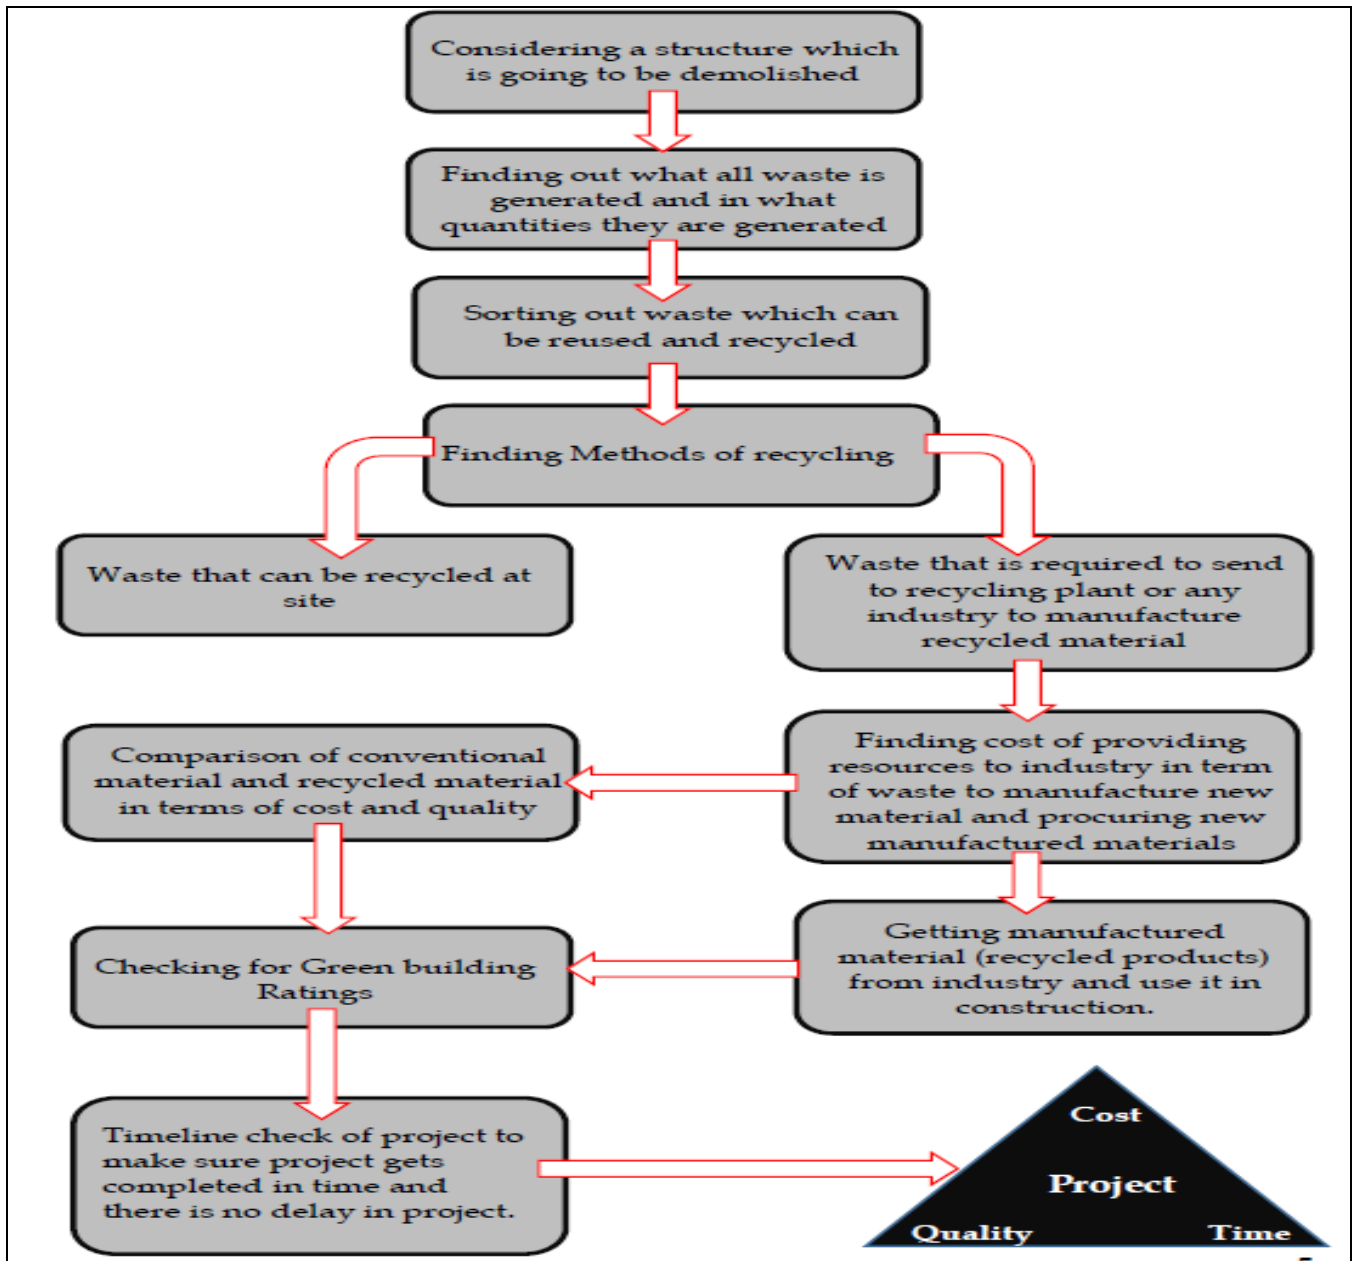 Considering a structure which
is going to be demolished
Finding out what all waste is
generated and in what
quantities they are generated
Sorting out waste which can
be reused and recycled
Finding Methods of recycling
Waste that can be recycled at
site
Waste that is required to send
to recycling plant or any
industry to manufacture
recycled material
Comparison of conventional
material and recycled material
in terms of cost and quality
Finding cost of providing
resources to industry in term
of waste to manufacture new
material and procuring new
manufactured materials
Checking for Green building
Ratings
Getting manufactured
material (recycled products)
from industry and use it in
construction.
Timeline check of project to
make sure project gets
completed in time and
there is no delay in project.
Cost
Project
Quality Time